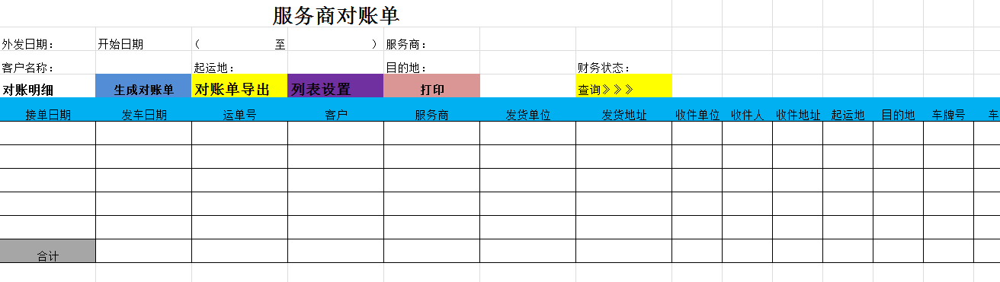 服务商对账单
外发日期： 开始日期 （ 至 ） 服务商：
客户名称： 起运地： 目的地： 财务状态：
对账明细 生成对账单 对账单导出 列表设置 打印 查询》》》
接单日期 发车日期 运单号 客户 服务商 发货单位 发货地址 收件单位 收件人 收件地址 起运地 目的地 车牌号 车
合计